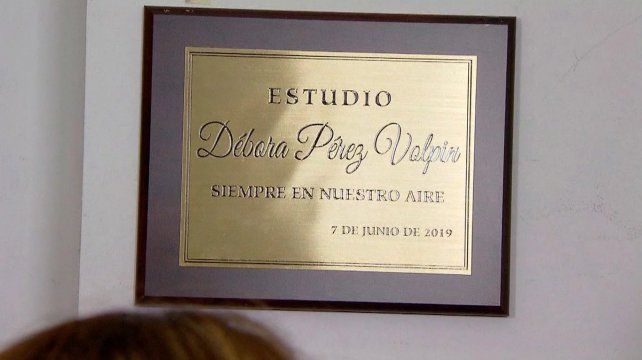 ESTUDIO
Débora Pérez Volpin
SIEMPRE EN NUESTRO AIRE
7 DE JUNIO DE 2019